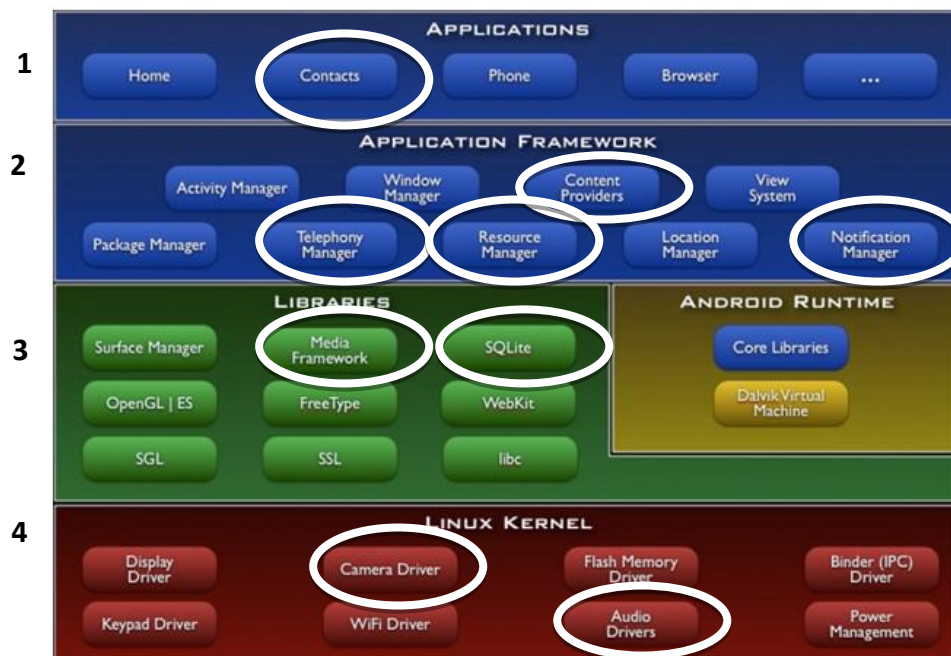 APPLICATIONS
1
Home
Contacts
Phone
Browser
...
APPLICATION FRAMEWORK
2
Activity Manager
Window
Manager
Content
Providers
View
System
Package Manager
Telephony
Manager
Resource
Manager
Location
Manager
Notification
Manager
LIBRARIES
3
Surface Manager
Media
Framework
SQLite
OpenGL | ES
FreeType
WebKit
SGL
SSL
libc
ANDROID RUNTIME
Core Libraries
Dalvik Virtual
Machine
LINUX KERNEL
4
Display
Driver
Camera Driver
Flash Memory
Driver
Binder (IPC)
Driver
Keypad Driver
WiFi Driver
Audio
Drivers
Power
Management